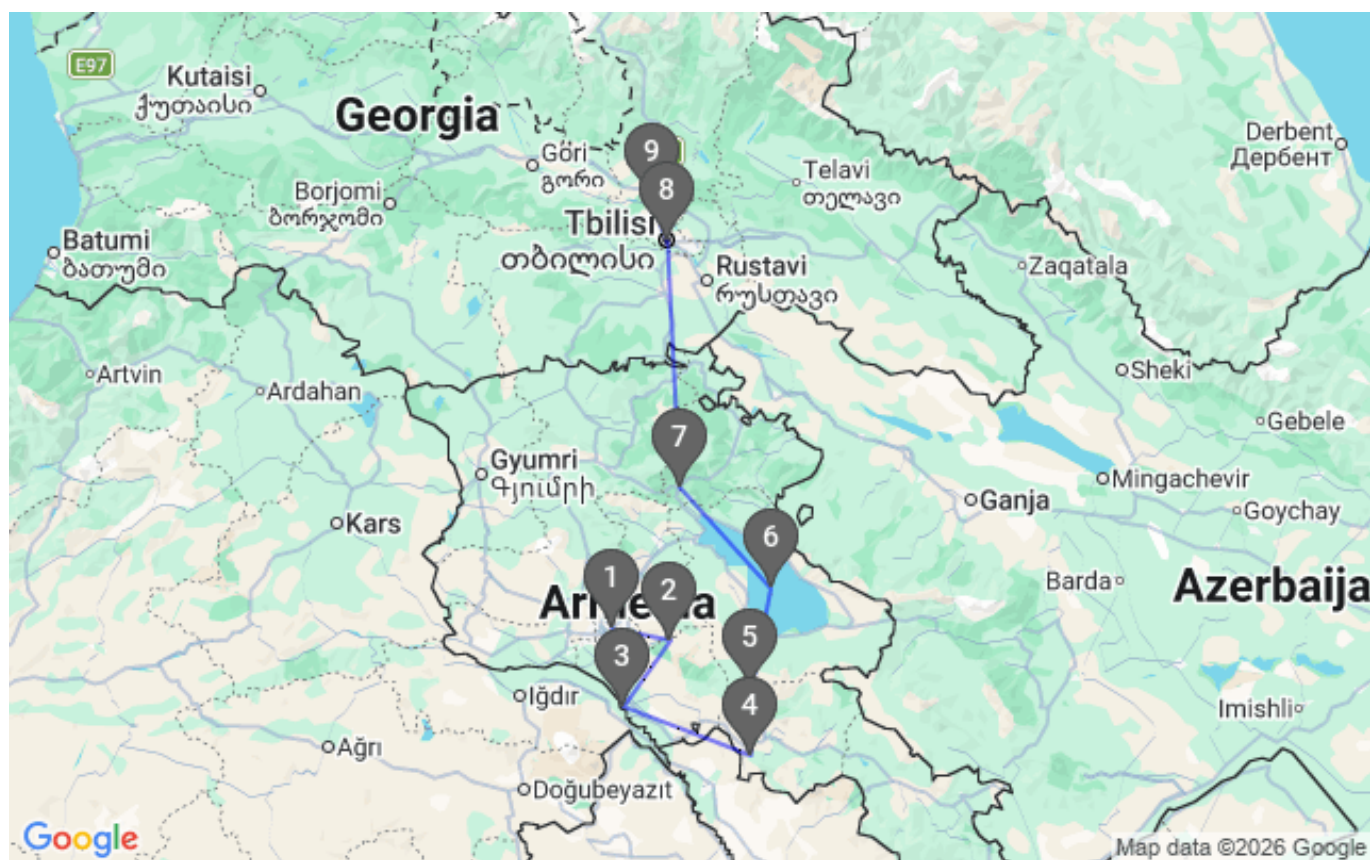 E97
Kutaisi
ქუთაისი
Georgia
Derbent
Дербент
9
Gori
გორი
Telavi
თელავი
8
Borjomi
ბორჯომი
Tbilisi
თბილისი
Batumi
ბათუმი
Zaqatala
Rustavi
რუსთავი
Artvin
Ardahan
Sheki
Gebele
7
Gyumri
Գյումրի
Mingachevir
Ganja
Goychay
Kars
6
1
2
Barda
Azerbaija
5
3
Iğdır
4
Imishli
Ağrı
Doğubeyazıt
Google
Map data ©2026 Google